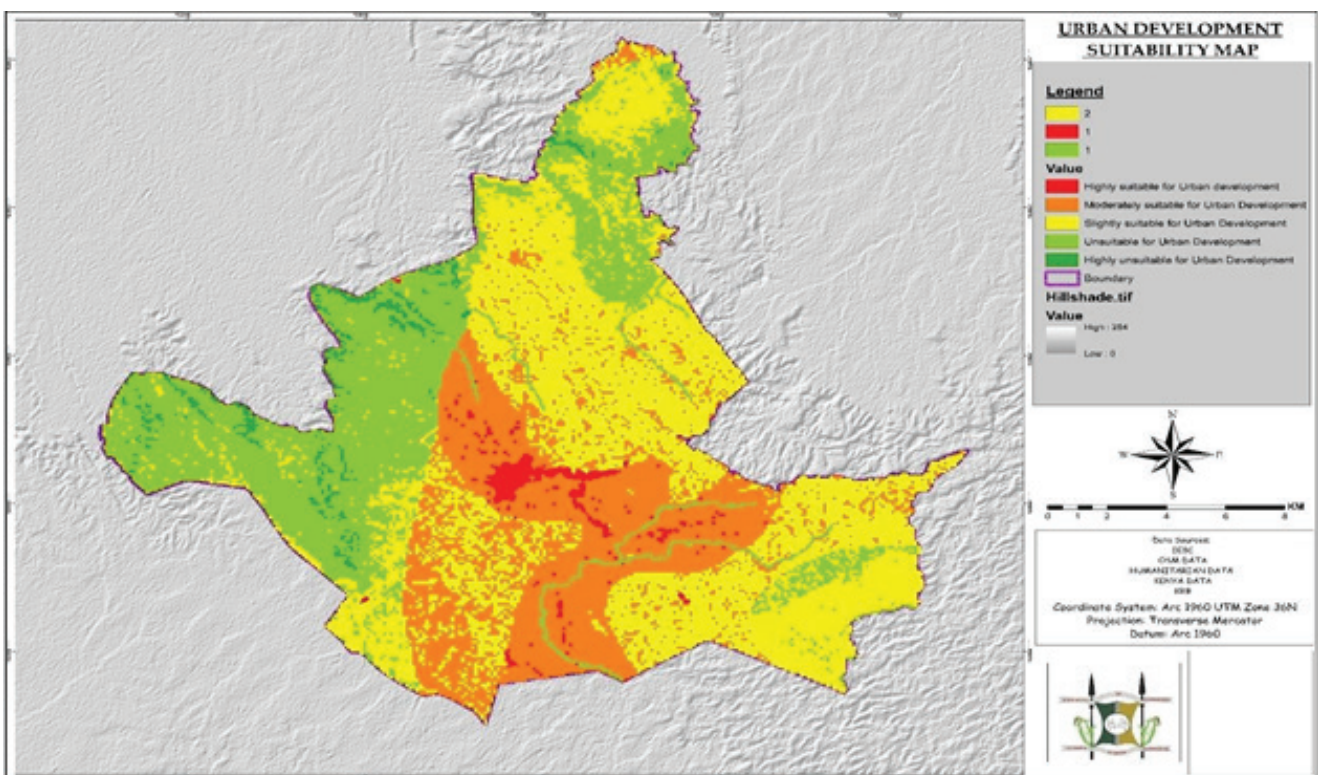 URBAN DEVELOPMENT
SUITABILITY MAP
Legend
2
1
1
Value
Highly suitable for Urban development
Moderately suitable for Urban Development
Slightly suitable for Urban Development
Unsuitable for Urban Development
Highly unsuitable for Urban Development
Boundary
Hillshade.tif
Value
High : 254
Low : 0
N
W
S
KM
0 1 2 4 6 8
Data Sources:
OSM DATA
HUMANITARIAN DATA
KENYA DATA
Coordinate System: Arc 1960 UTM Zone 36N
Projection: Transverse Mercator
Datum: Arc 1960